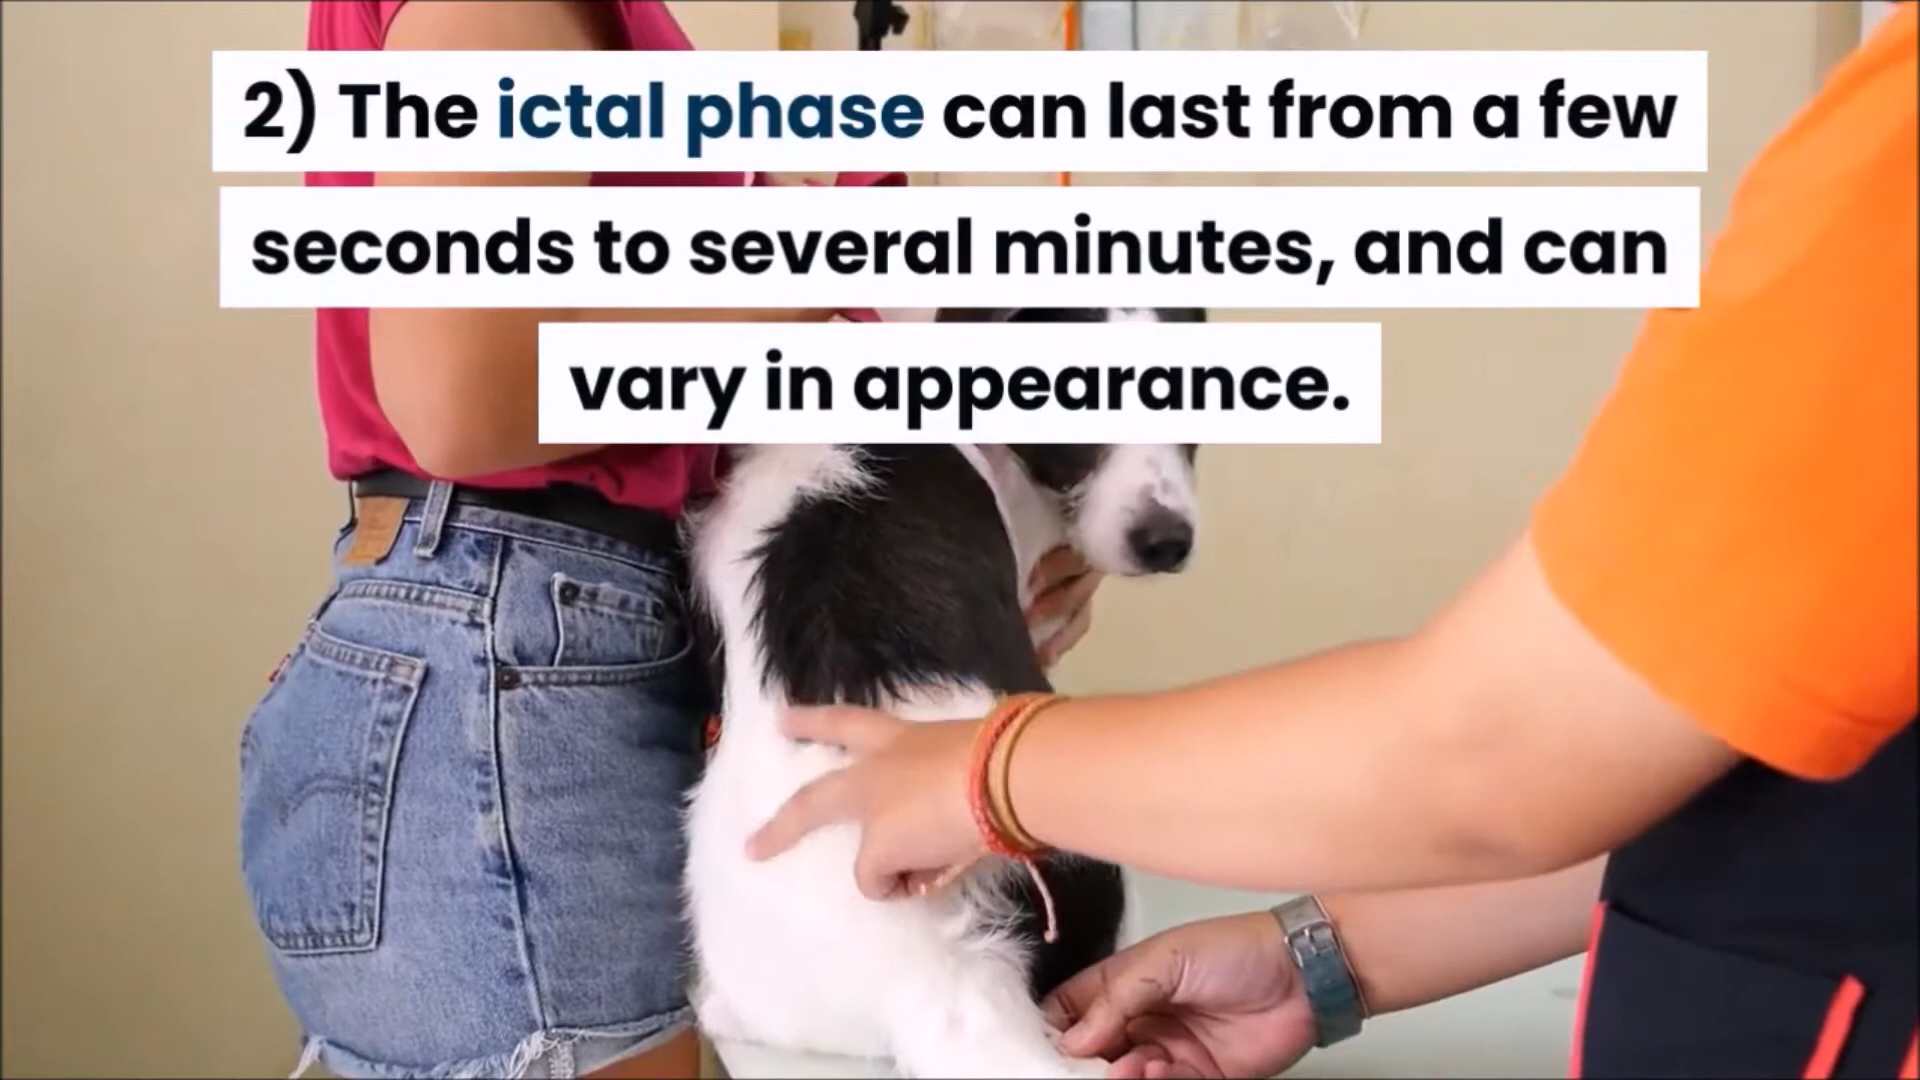 2) The ictal phase can last from a few
seconds to several minutes, and can
vary in appearance.